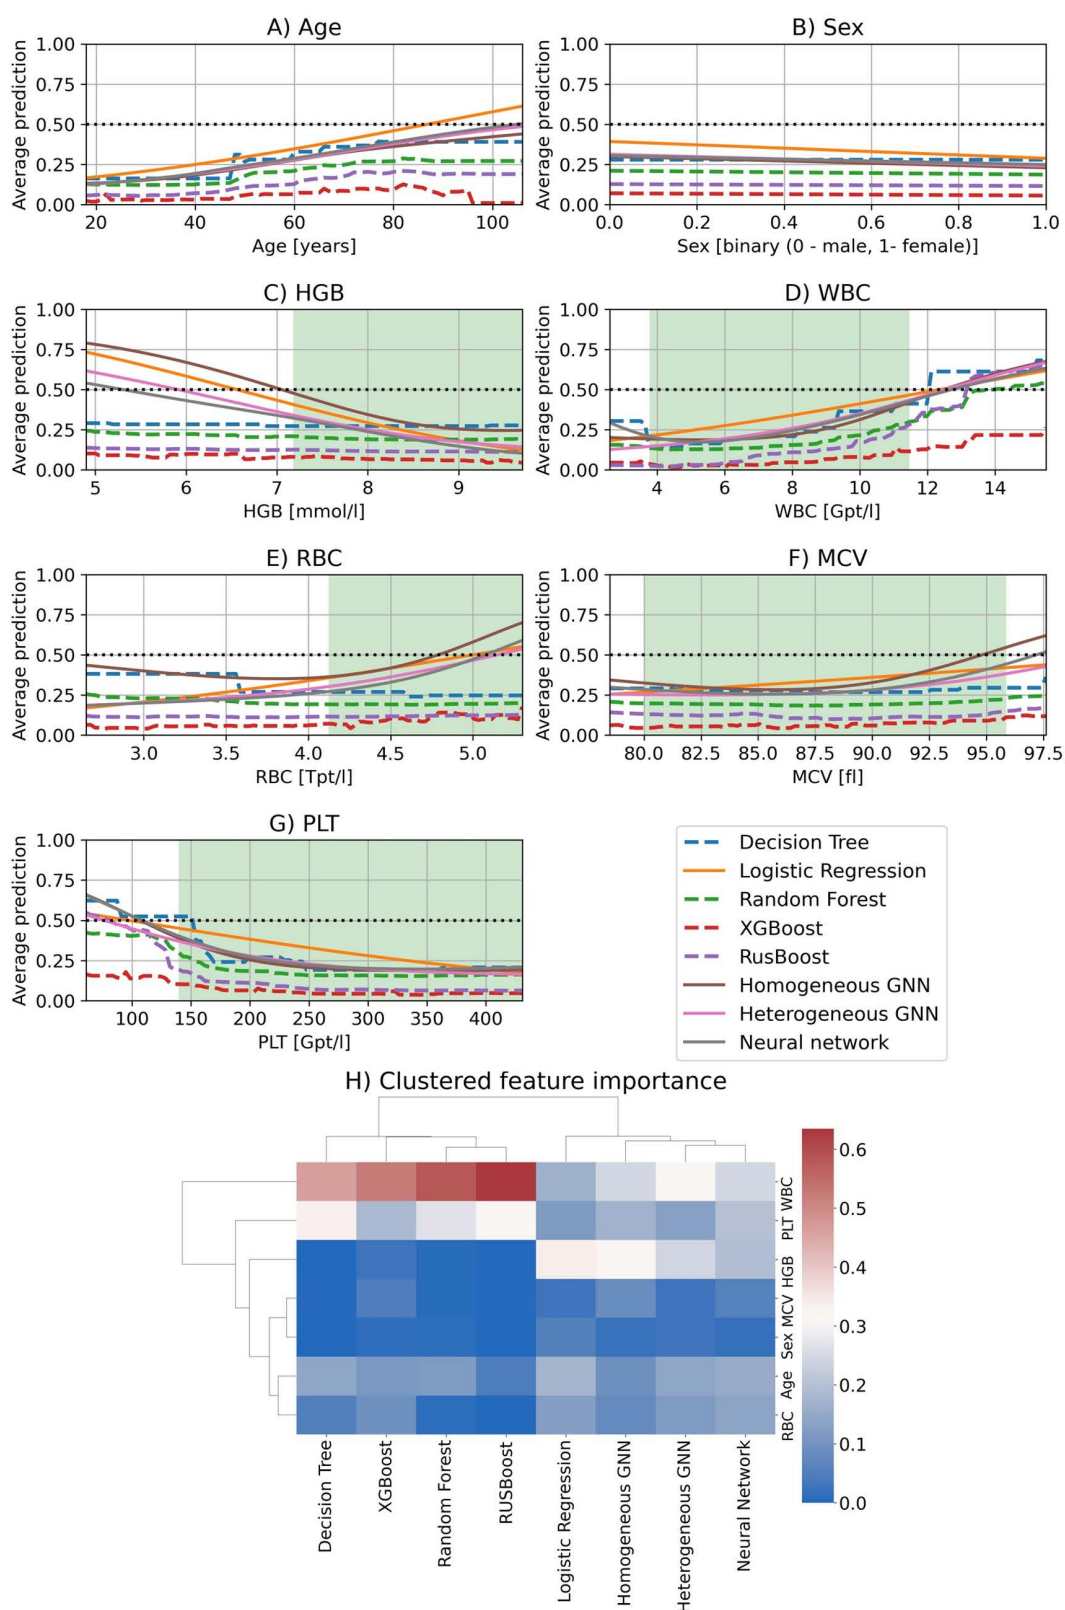 A) Age
1.00
0.75
0.50
0.25
0.00
Average prediction
20 40 60 80 100
Age [years]
B) Sex
1.00
0.75
0.50
0.25
0.00
Average prediction
0.0 0.2 0.4 0.6 0.8 1.0
Sex [binary (0 - male, 1- female)]
C) HGB
1.00
0.75
0.50
0.25
0.00
Average prediction
5 6 7 8 9
HGB [mmol/l]
D) WBC
1.00
0.75
0.50
0.25
0.00
Average prediction
4 6 8 10 12 14
WBC [Gpt/l]
E) RBC
1.00
0.75
0.50
0.25
0.00
Average prediction
3.0 3.5 4.0 4.5 5.0
RBC [Tpt/l]
F) MCV
1.00
0.75
0.50
0.25
0.00
Average prediction
80.0 82.5 85.0 87.5 90.0 92.5 95.0 97.5
MCV [fl]
G) PLT
1.00
0.75
0.50
0.25
0.00
Average prediction
100 150 200 250 300 350 400
PLT [Gpt/l]
Decision Tree
Logistic Regression
Random Forest
XGBoost
RusBoost
Homogeneous GNN
Heterogeneous GNN
Neural network
H) Clustered feature importance
WBC
PLT
HGB
MCV
Sex
Age
RBC
Decision Tree
XGBoost
Random Forest
RUSBoost
Logistic Regression
Homogeneous GNN
Heterogeneous GNN
Neural Network
0.6
0.5
0.4
0.3
0.2
0.1
0.0